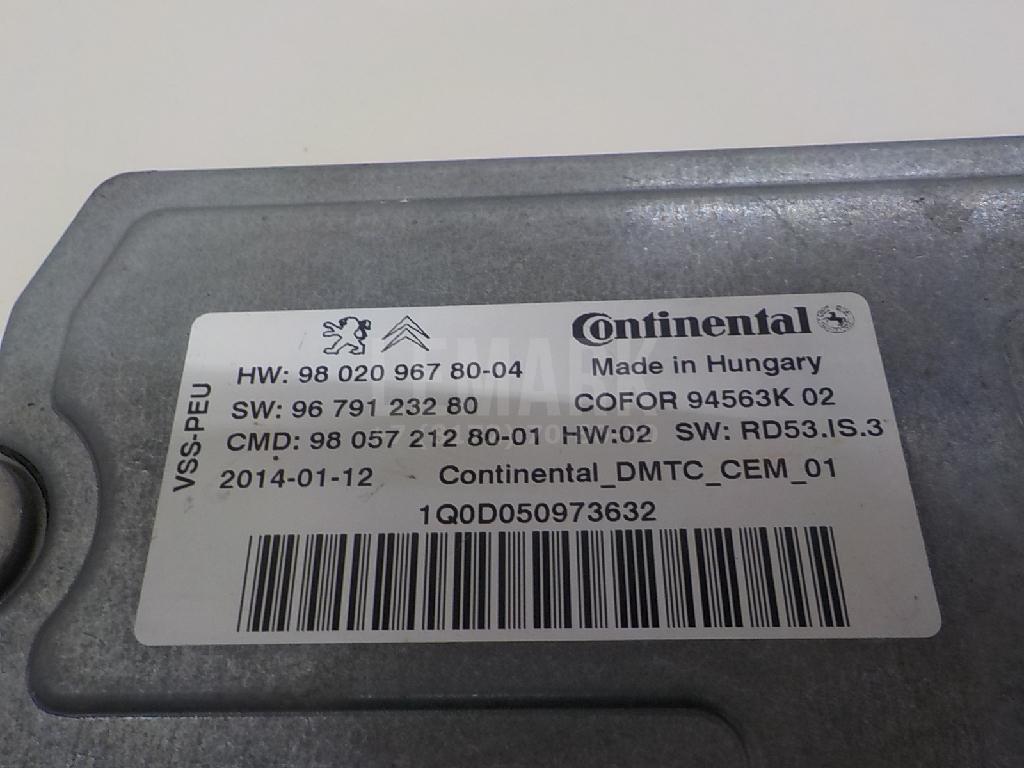 Continental
HW: 98 020 967 80-04 Made in Hungary
SW: 96 791 232 80 COFOR 94563K 02
CMD: 98 057 212 80-01 HW:02 SW: RD53.IS.3
2014-01-12 Continental_DMTC_CEM_01
1Q0D050973632
VSS-PEU